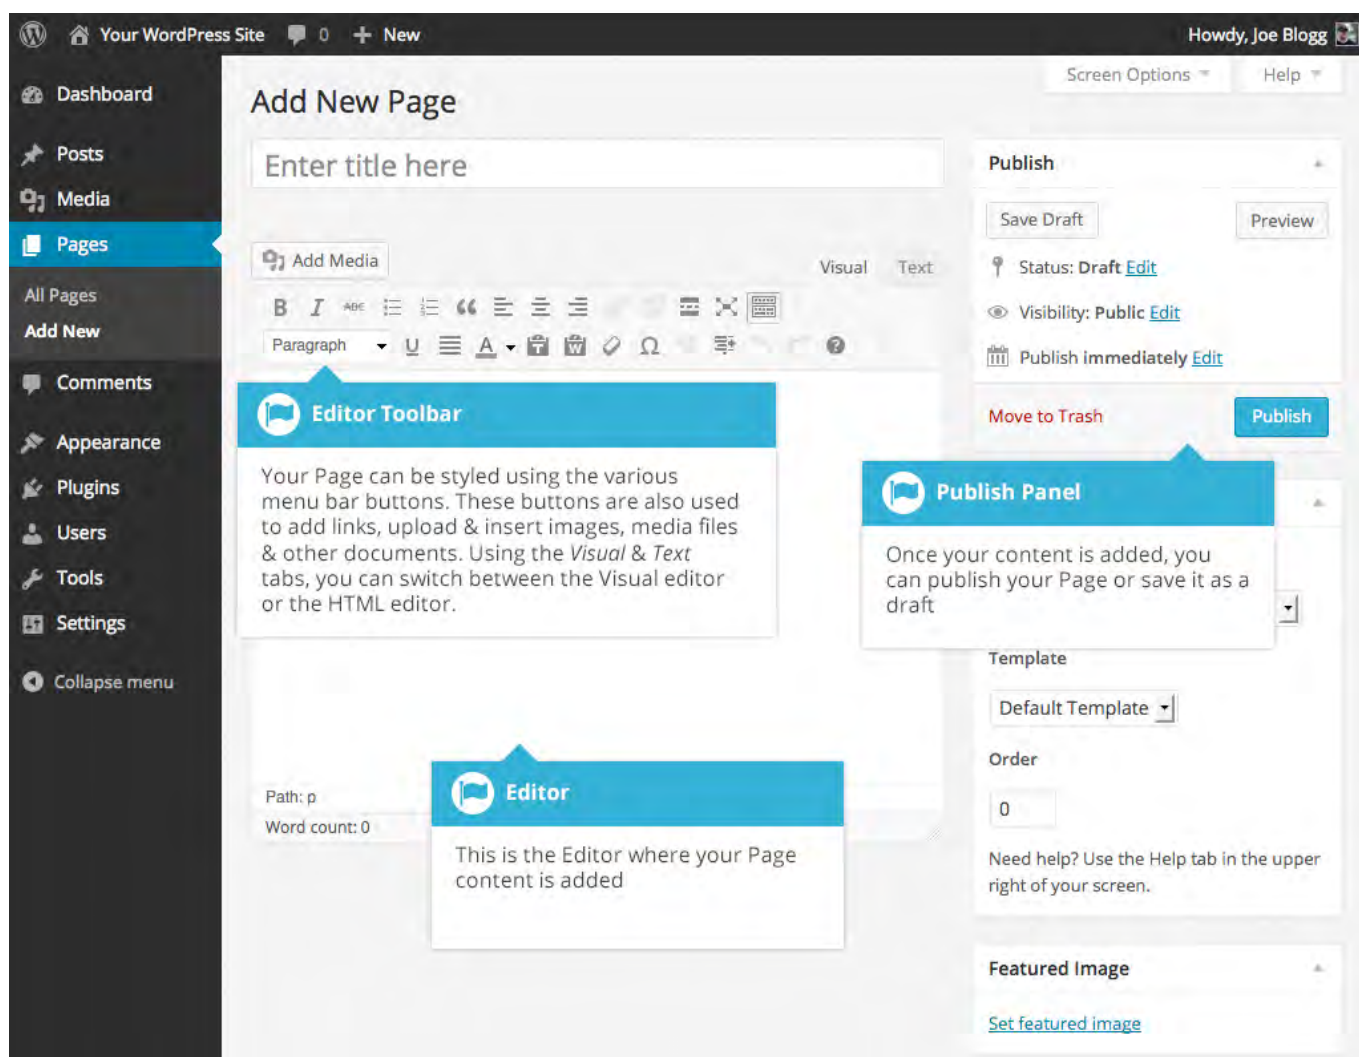 Your WordPress Site 0 + New
Howdy, Joe Blogg
Screen Options
Help
Dashboard
Posts
Media
Pages
All Pages
Add New
Comments
Appearance
Plugins
Users
Tools
Settings
Collapse menu
Add New Page
Enter title here
Add Media
Visual Text
B I ABC
Paragraph U A T W Ω ?
Editor Toolbar
Your Page can be styled using the various
menu bar buttons. These buttons are also used
to add links, upload & insert images, media files
& other documents. Using the Visual & Text
tabs, you can switch between the Visual editor
or the HTML editor.
Path: p
Word count: 0
Editor
This is the Editor where your Page
content is added
Publish
Save Draft
Preview
Status: Draft Edit
Visibility: Public Edit
Publish immediately Edit
Move to Trash
Publish
Publish Panel
Once your content is added, you
can publish your Page or save it as a
draft
Template
Default Template
Order
0
Need help? Use the Help tab in the upper
right of your screen.
Featured Image
Set featured image